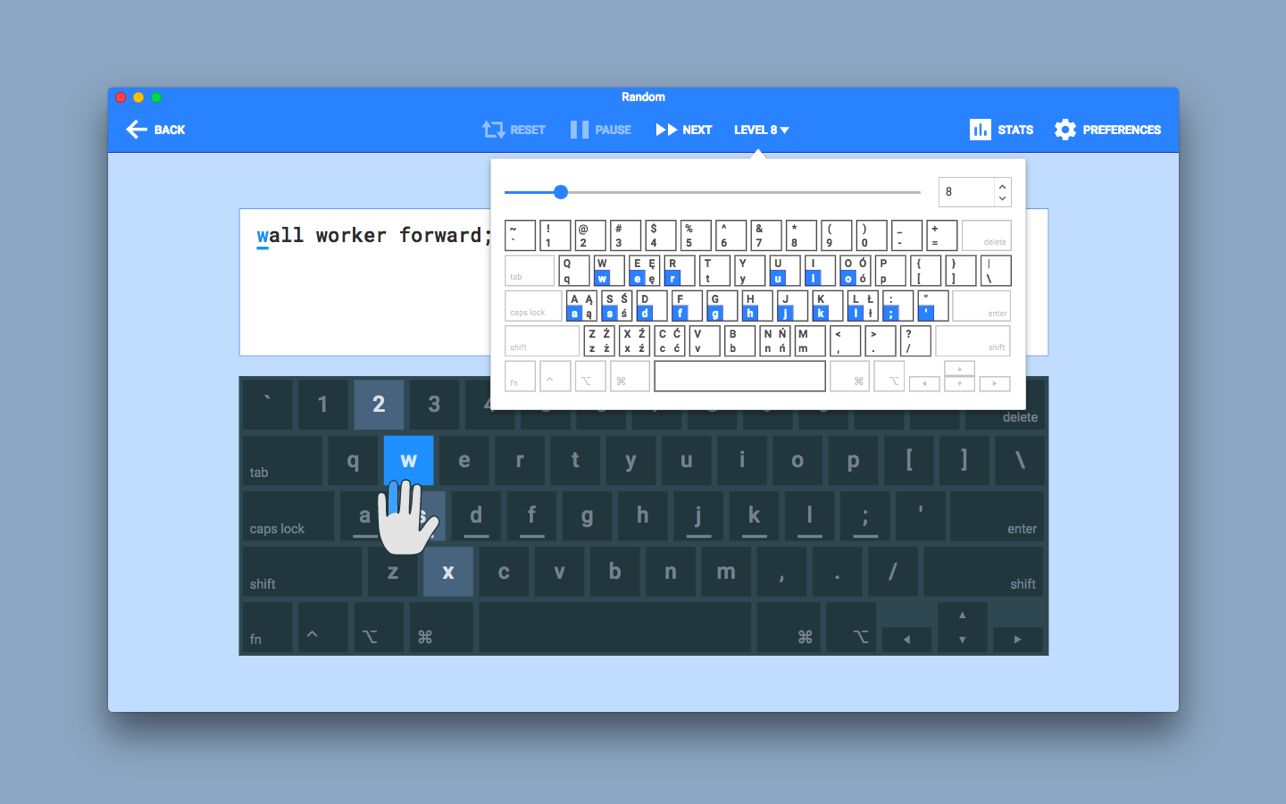 Random
BACK RESET PAUSE NEXT LEVEL 8 STATS PREFERENCES
8
wall worker forward;
~ ` ! 1 @ 2 # 3 $ 4 % 5 ^ 6 & 7 * 8 ( 9 ) 0 _ - + = delete
tab Q q W w E Ę e ę R r T t Y y U u I i O Ó o ó P p { [ } ] | \
caps lock A Ą a ą S Ś s ś D d F f G g H h J j K k L Ł l ł : ; " ' enter
shift Z Ż z ż X Ź x ź C Ć c ć V v B b N Ń n ń M m < , > . ? / shift
fn ^ ⌥ ⌘ ⌘ ⌥ ◀ ▲ ▼ ▶
` 1 2 3 4 delete
tab q w e r t y u i o p [ ] \
caps lock a s d f g h j k l ; ' enter
shift z x c v b n m , . / shift
fn ^ ⌥ ⌘ ⌘ ⌥ ◀ ▲ ▼ ▶